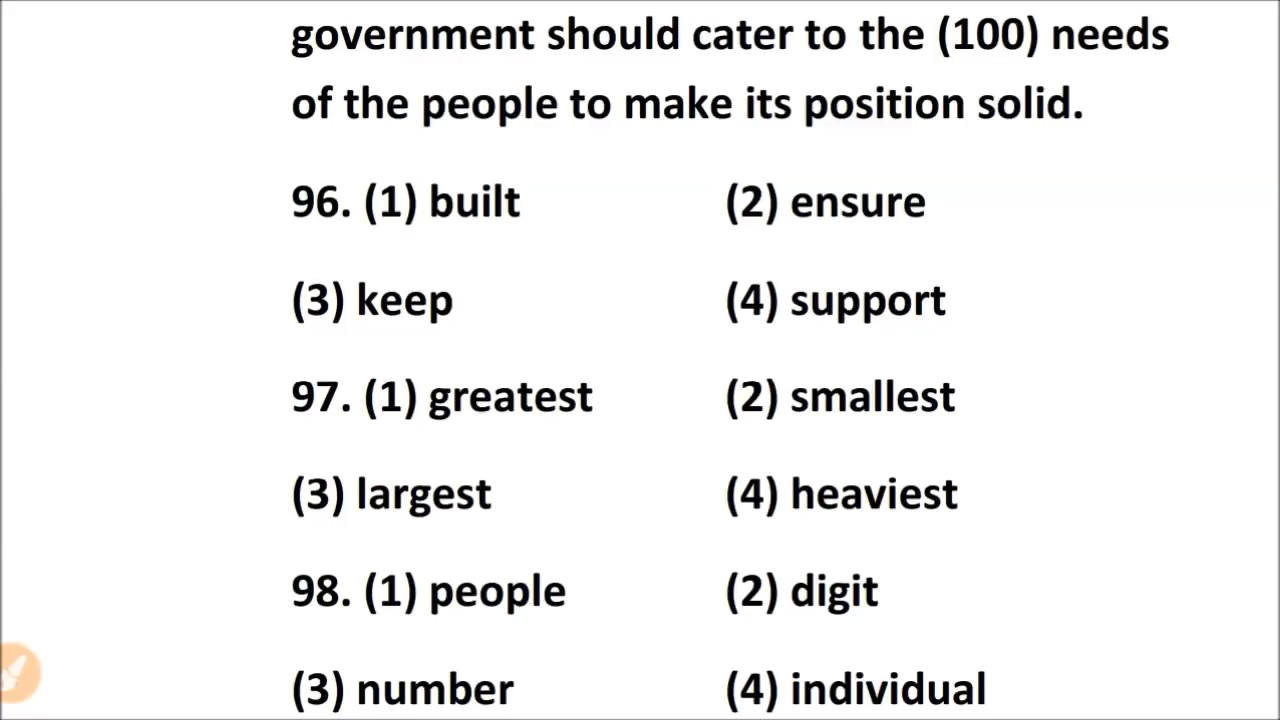 government should cater to the (100) needs
of the people to make its position solid.
96. (1) built (2) ensure
(3) keep (4) support
97. (1) greatest (2) smallest
(3) largest (4) heaviest
98. (1) people (2) digit
(3) number (4) individual